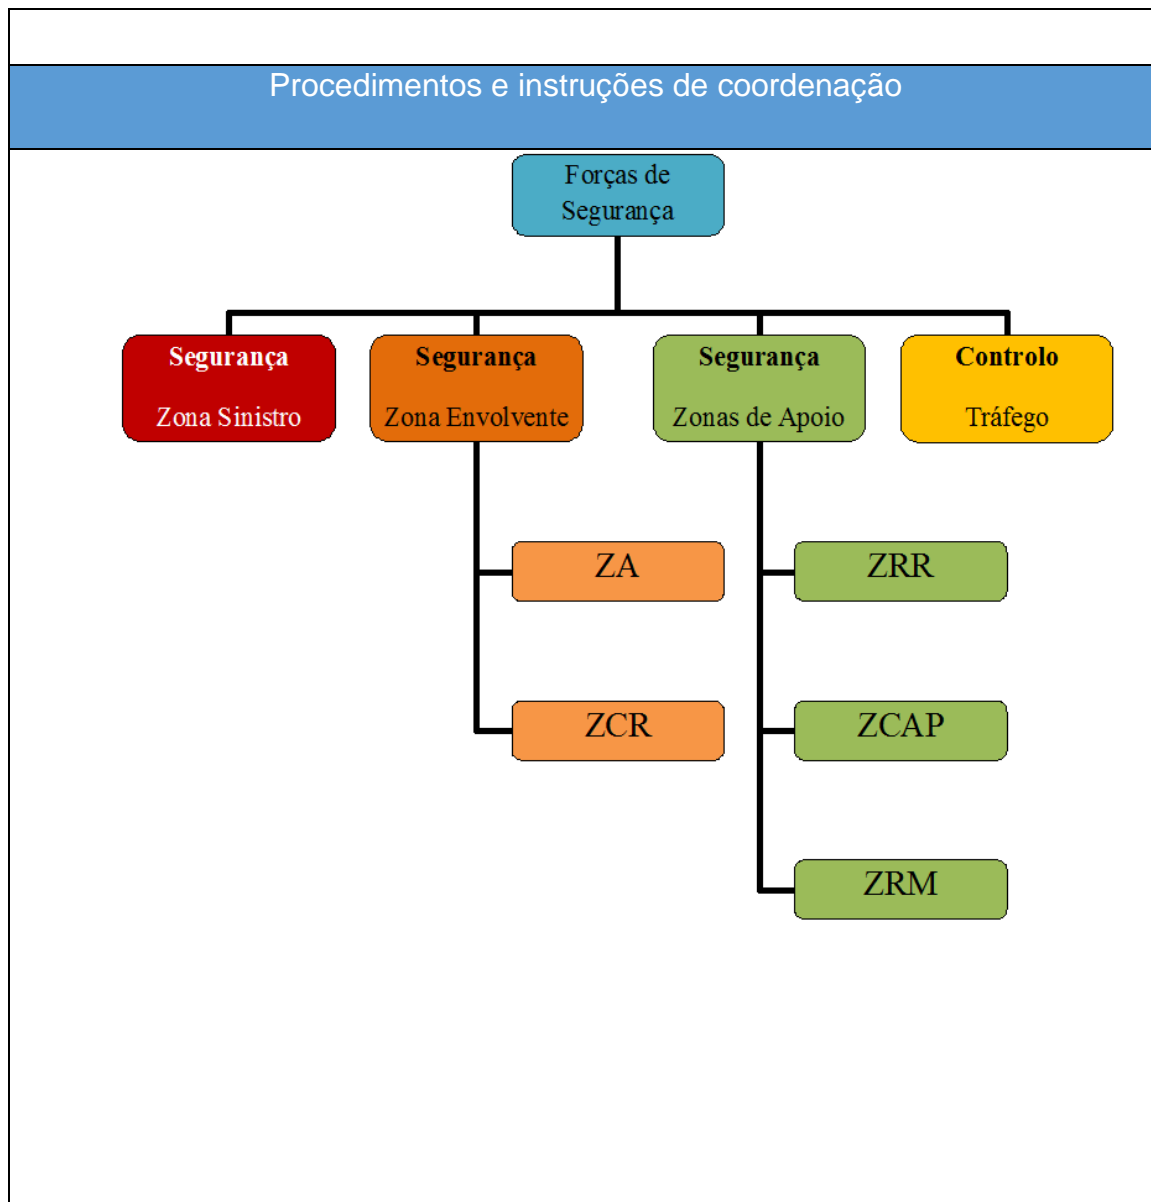 Procedimentos e instruções de coordenação
Forças de
Segurança
Segurança
Zona Sinistro
Segurança
Zona Envolvente
Segurança
Zonas de Apoio
Controlo
Tráfego
ZA
ZRR
ZCR
ZCAP
ZRM